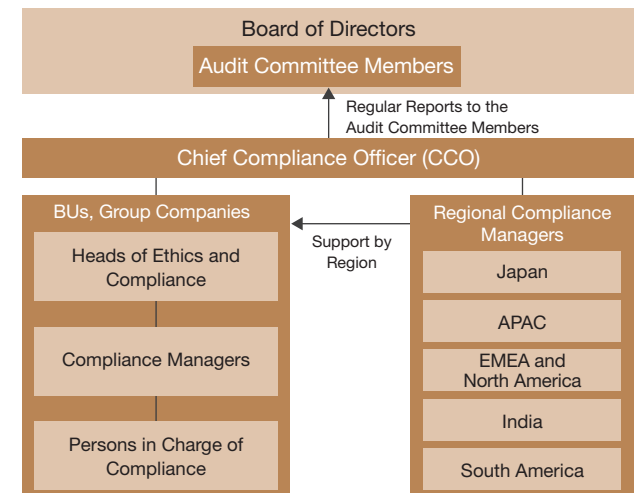 Board of Directors
Audit Committee Members
Regular Reports to the
Audit Committee Members
Chief Compliance Officer (CCO)
BUs, Group Companies
Heads of Ethics and
Compliance
Compliance Managers
Persons in Charge of
Compliance
Support by
Region
Regional Compliance
Managers
Japan
APAC
EMEA and
North America
India
South America